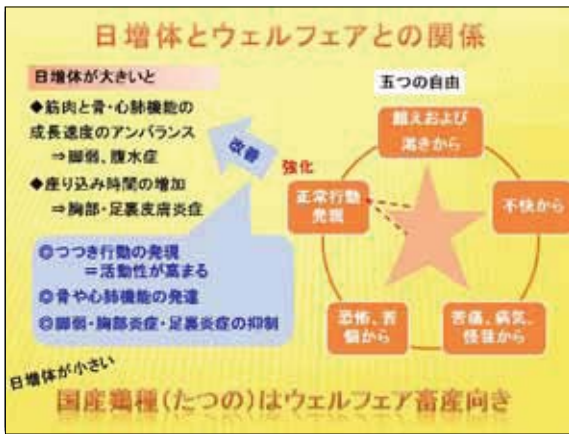 日増体とウェルフェアとの関係
日増体が大きいと
◆筋肉と骨・心肺機能の
成長速度のアンバランス
⇒脚弱、腹水症
◆座り込み時間の増加
⇒胸部・足裏皮膚炎症
改善
◎つつき行動の発現
＝活動性が高まる
◎骨や心肺機能の発達
◎脚弱・胸部炎症・足裏炎症の抑制
日増体が小さい
五つの自由
餓えおよび
渇きから
強化
正常行動
発現
不快から
恐怖、苦
悩から
苦痛、病気、
怪我から
国産鶏種(たつの)はウェルフェア畜産向き